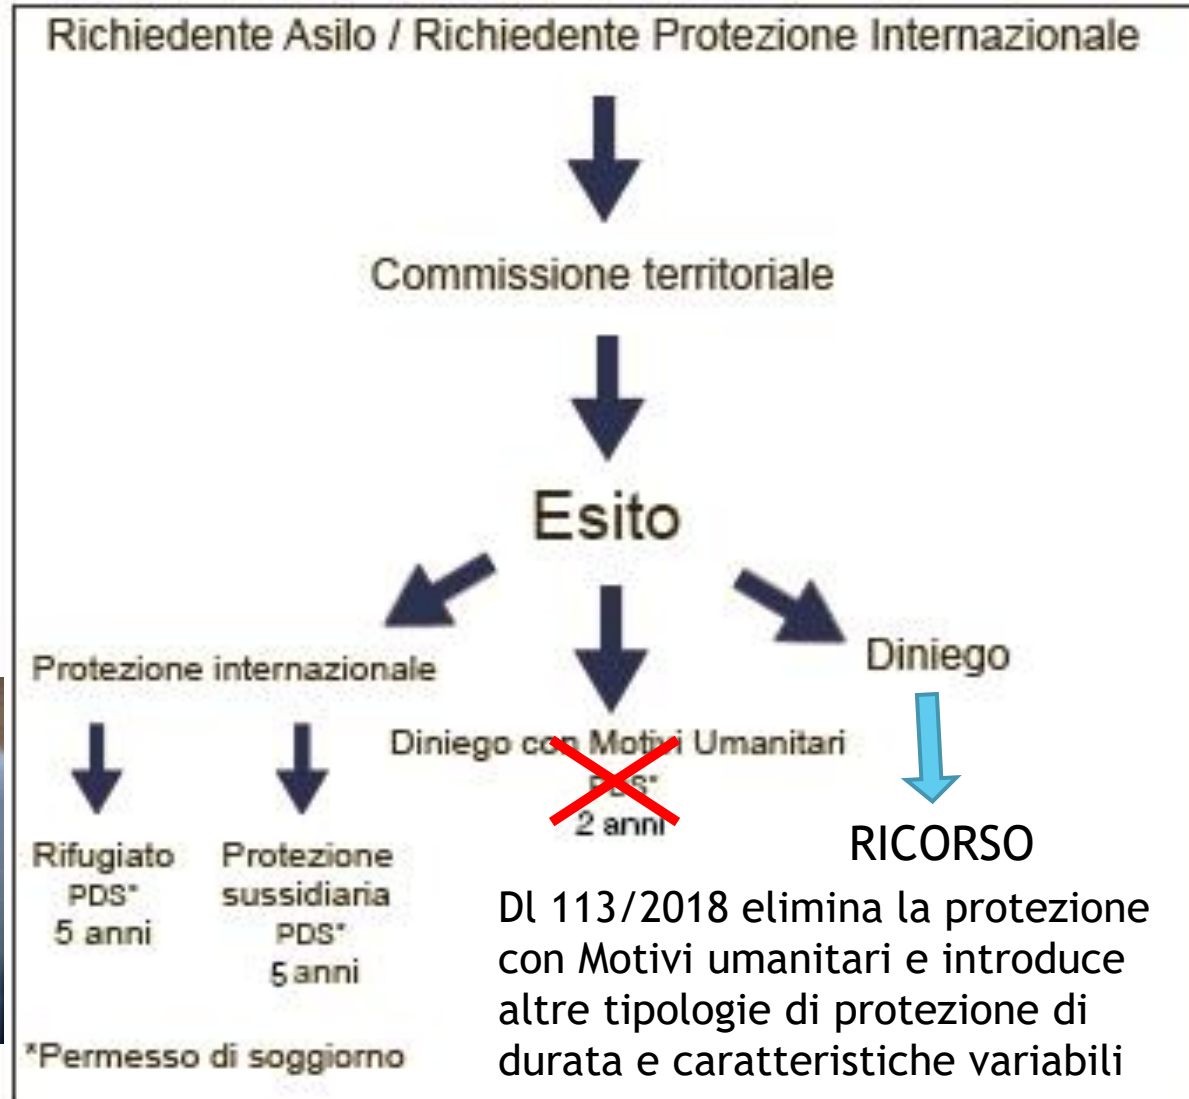 Richiedente Asilo / Richiedente Protezione Internazionale
Commissione territoriale
Esito
Protezione internazionale
Diniego con Motivi Umanitari
PDS*
2 anni
Diniego
RICORSO
Rifugiato
PDS*
5 anni
Protezione
sussidiaria
PDS*
5 anni
Dl 113/2018 elimina la protezione
con Motivi umanitari e introduce
altre tipologie di protezione di
durata e caratteristiche variabili
*Permesso di soggiorno